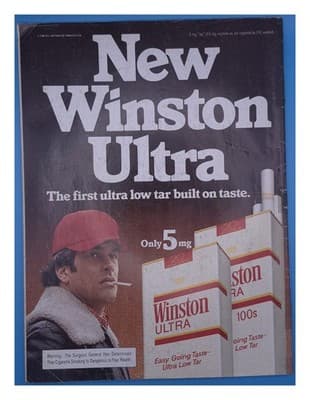 New
Winston
Ultra
The first ultra low tar built on taste.
Only 5 mg
Winston
ULTRA
Easy Going Taste-
Ultra Low Tar
ston
RA
100s
oing Taste-
Low Tar
Warning: The Surgeon General Has Determined
That Cigarette Smoking Is Dangerous to Your Health.